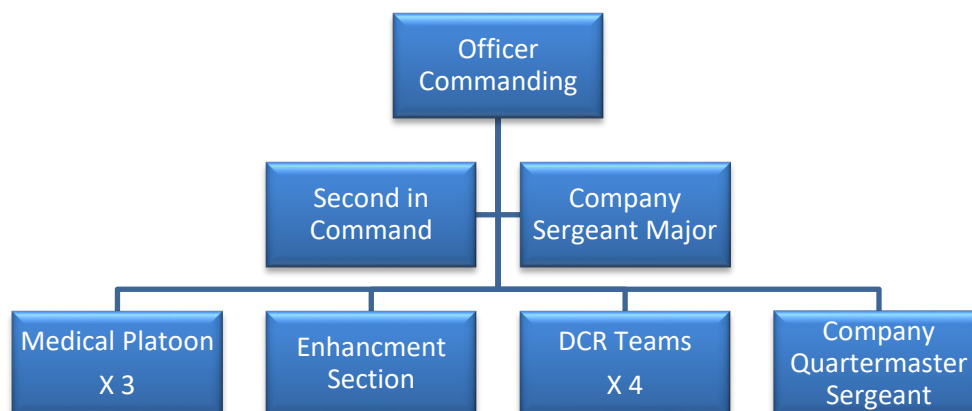 Officer
Commanding
Second in
Command
Company
Sergeant Major
Medical Platoon
X 3
Enhancment
Section
DCR Teams
X 4
Company
Quartermaster
Sergeant